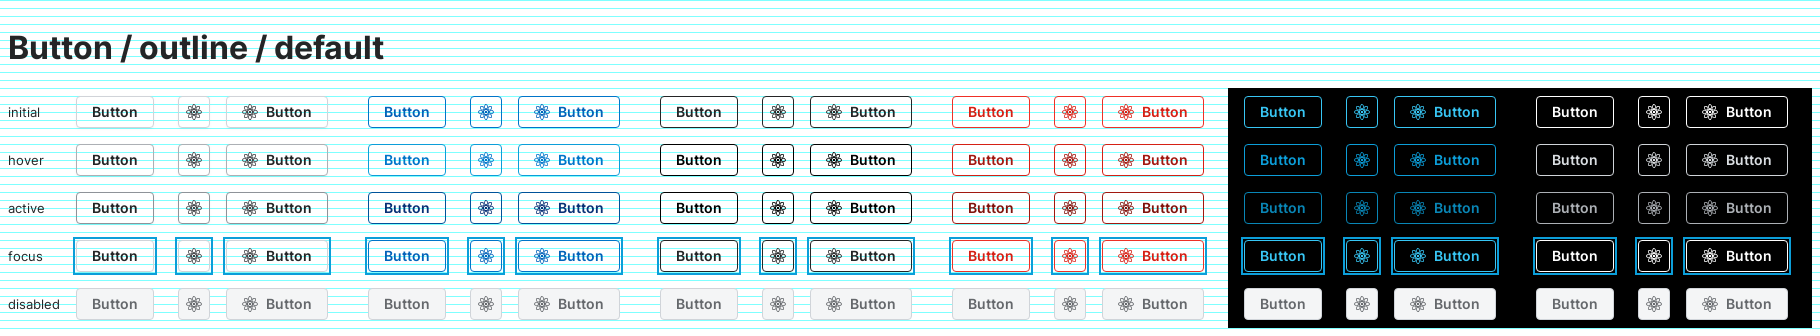 Button / outline / default
initial Button Button Button Button Button Button Button Button Button Button Button Button
hover Button Button Button Button Button Button Button Button Button Button Button Button
active Button Button Button Button Button Button Button Button Button Button Button Button
focus Button Button Button Button Button Button Button Button Button Button Button Button
disabled Button Button Button Button Button Button Button Button Button Button Button Button